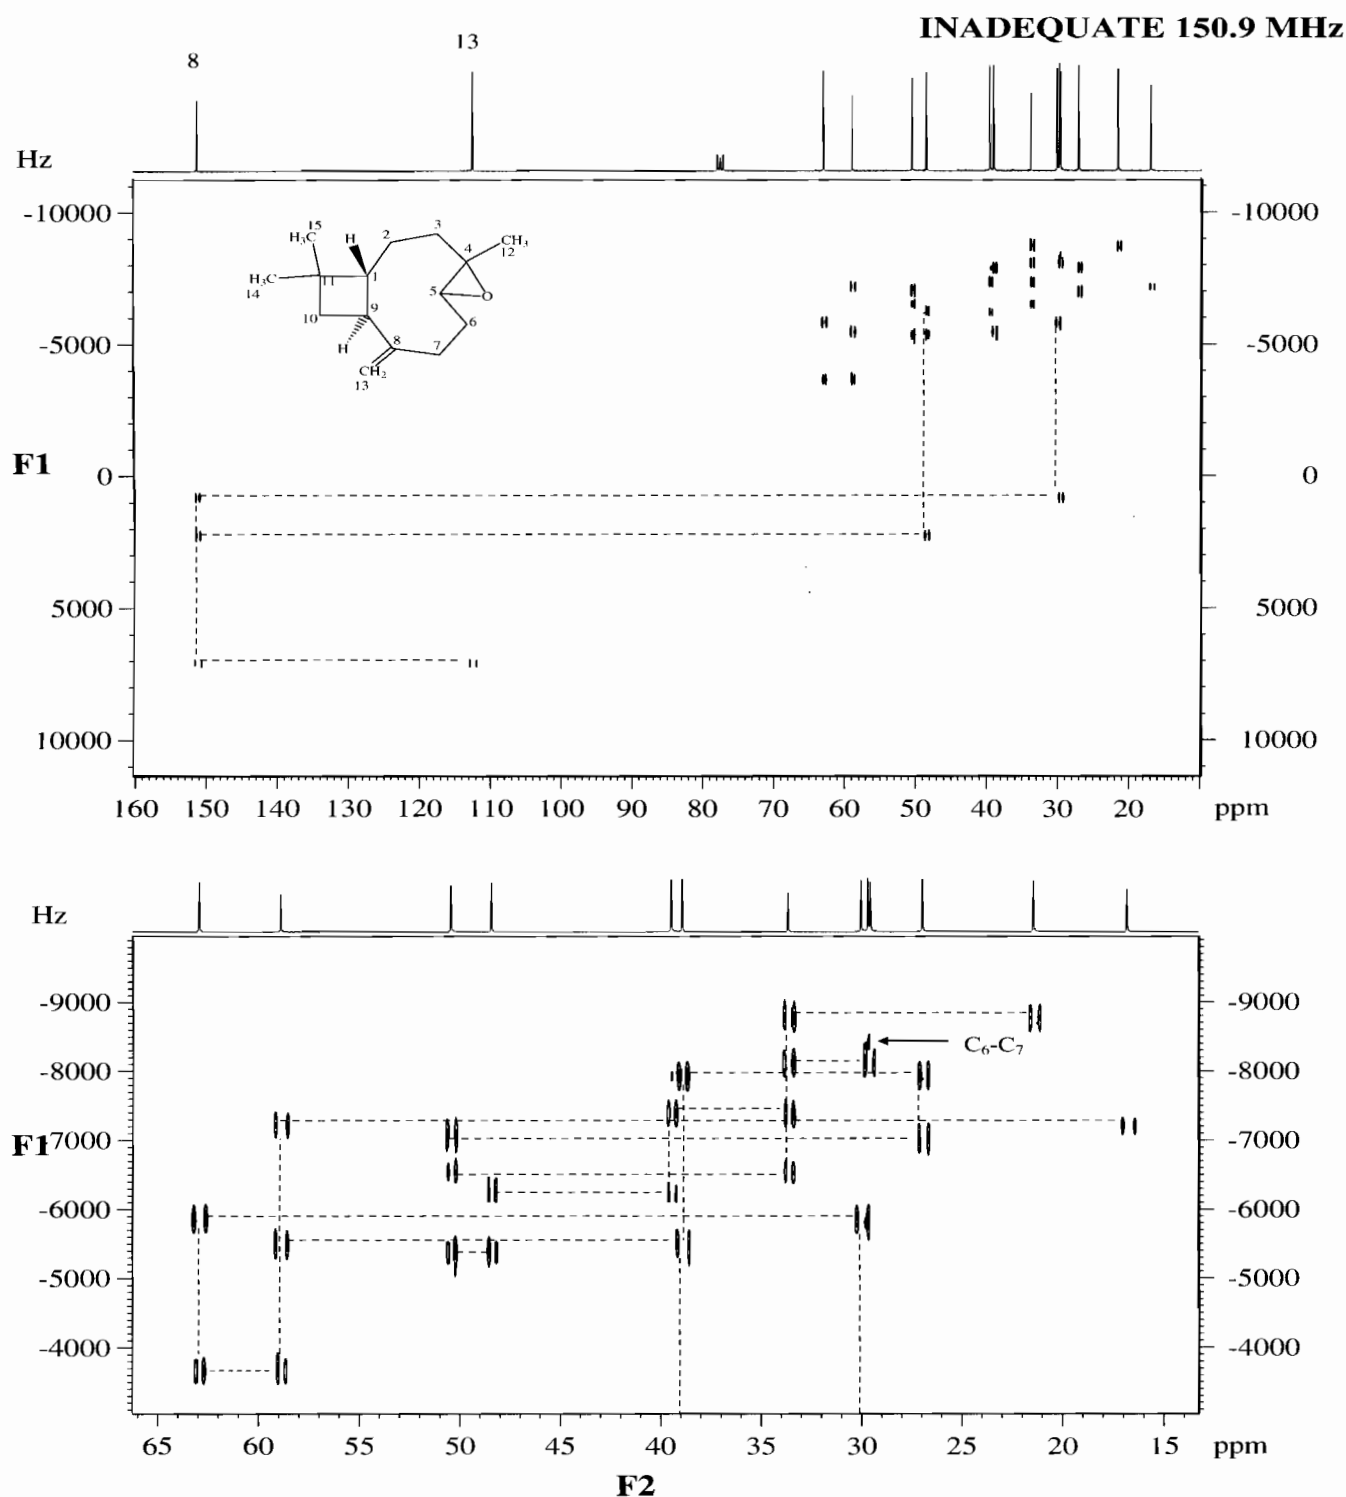 INADEQUATE 150.9 MHz
8
13
Hz
-10000
-5000
0
5000
10000
F1
-10000
-5000
0
5000
10000
H₃C
15
H
2
3
4
CH₃
12
H₃C
14
11
1
5
O
10
9
6
H
8
7
CH₂
13
160 150 140 130 120 110 100 90 80 70 60 50 40 30 20 ppm
Hz
-9000
-8000
-7000
-6000
-5000
-4000
F1
C₆-C₇
-9000
-8000
-7000
-6000
-5000
-4000
65 60 55 50 45 40 35 30 25 20 15 ppm
F2